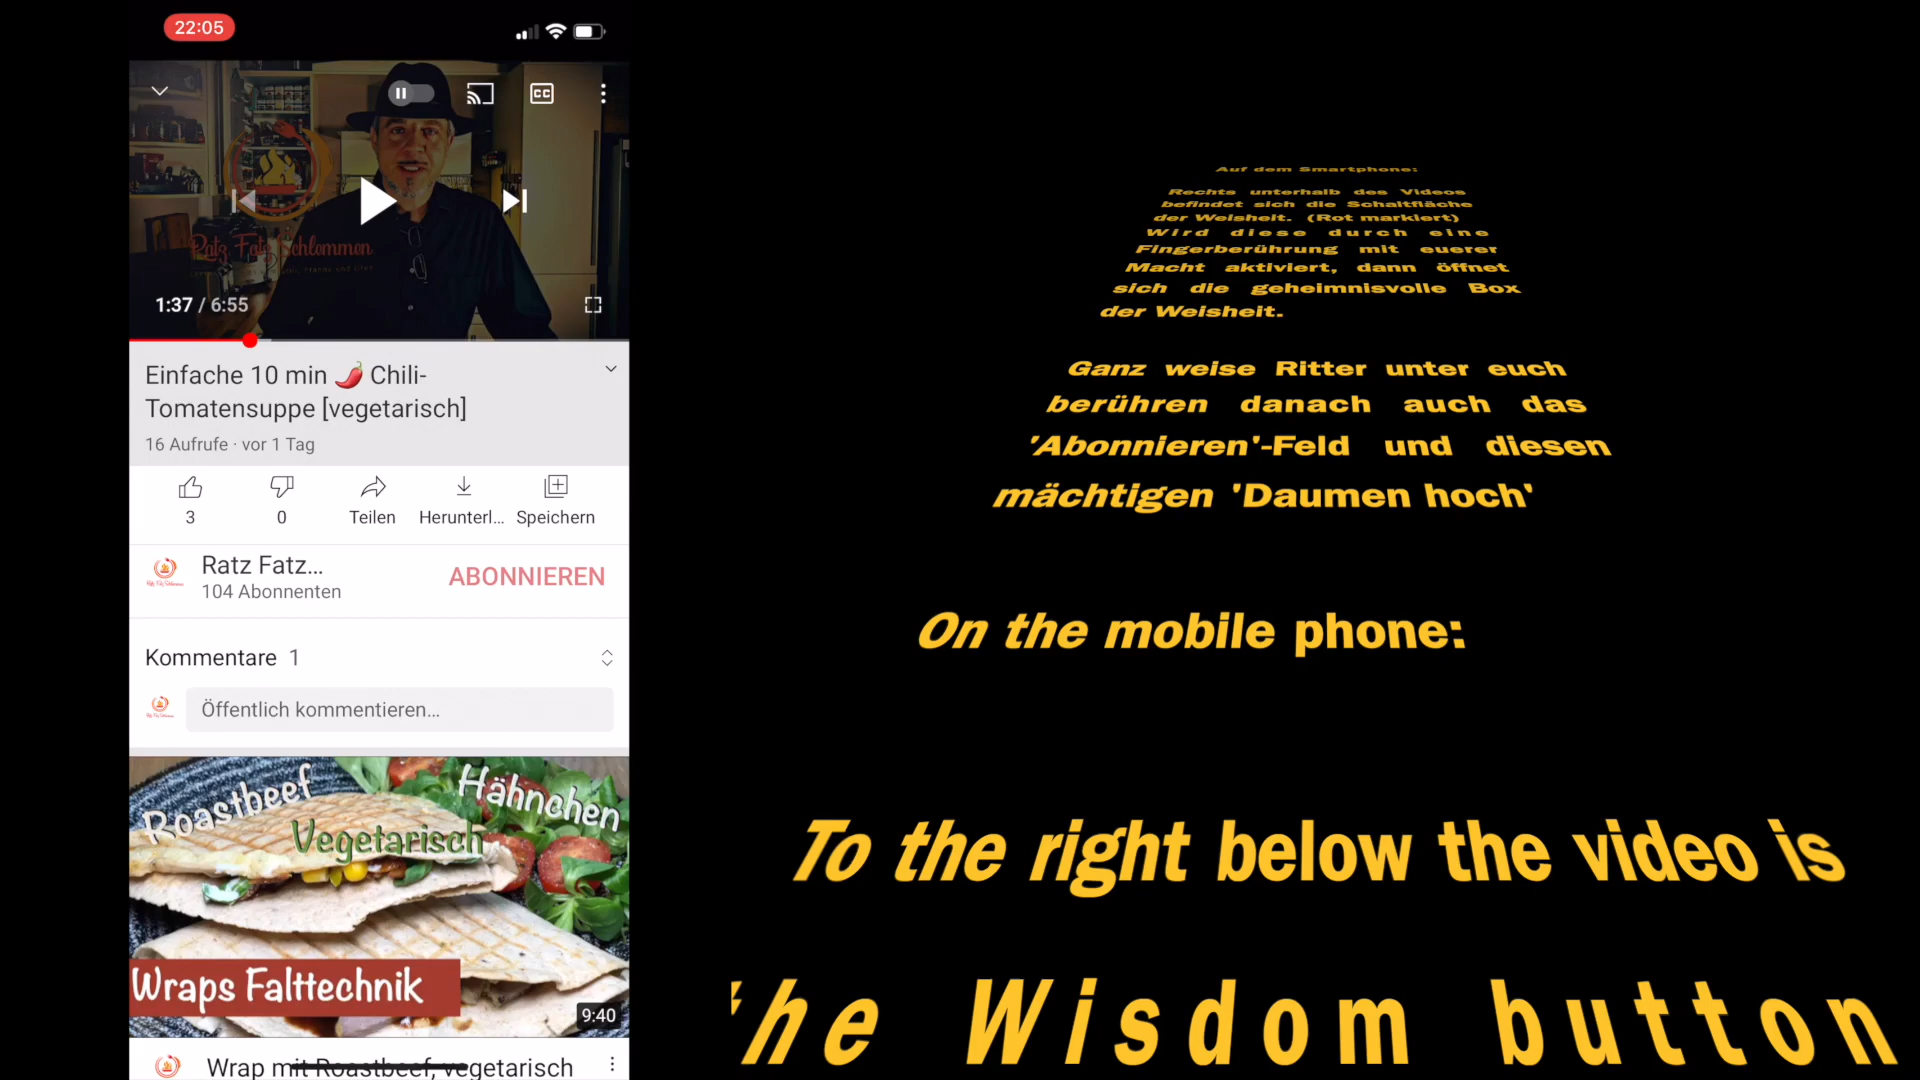 22:05
Ratz Fatz Schlemmen
1:37 / 6:55
Einfache 10 min 🌶️ Chili-
Tomatensuppe [vegetarisch]
16 Aufrufe · vor 1 Tag
3
0
Teilen
Herunterl...
Speichern
Ratz Fatz...
104 Abonnenten
ABONNIEREN
Kommentare 1
Öffentlich kommentieren...
Roastbeef
Hähnchen
Vegetarisch
Wraps Falttechnik
9:40
Wrap mit Roastbeef, vegetarisch
Auf dem Smartphone:
Rechts unterhalb des Videos
befindet sich die Schaltfläche
der Weisheit. (Rot markiert)
Wird diese durch eine
Fingerberührung mit euerer
Macht aktiviert, dann öffnet
sich die geheimnisvolle Box
der Weisheit.
Ganz weise Ritter unter euch
berühren danach auch das
'Abonnieren'-Feld und diesen
mächtigen 'Daumen hoch'
On the mobile phone:
To the right below the video is
the Wisdom button